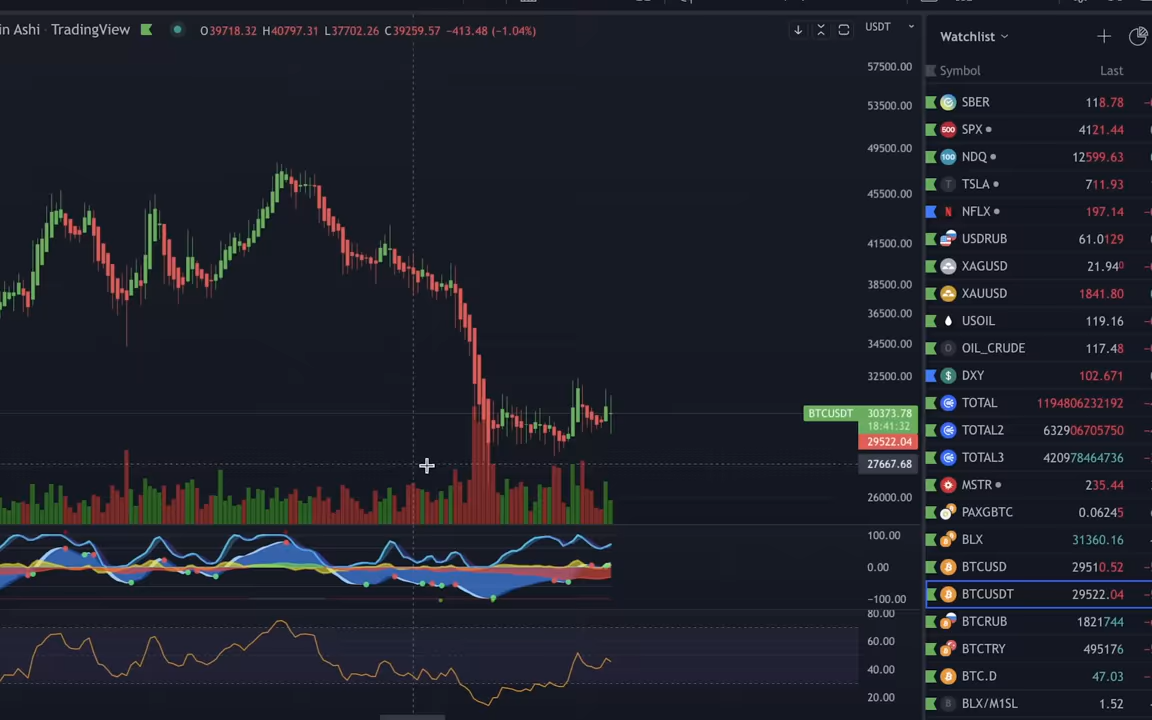 in Ashi · TradingView O39718.32 H40797.31 L37702.26 C39259.57 -413.48 (-1.04%)
USDT
57500.00
53500.00
49500.00
45500.00
41500.00
38500.00
36500.00
34500.00
32500.00
BTCUSDT 30373.78
18:41:32
29522.04
27667.68
26000.00
100.00
0.00
-100.00
80.00
60.00
40.00
20.00
Watchlist
Symbol Last
SBER 118.78
500 SPX 4121.44
100 NDQ 12599.63
T TSLA 711.93
N NFLX 197.14
USDRUB 61.0129
XAGUSD 21.940
XAUUSD 1841.80
USOIL 119.16
O OIL_CRUDE 117.48
$ DXY 102.671
TOTAL 1194806232192
TOTAL2 632906705750
TOTAL3 420978464736
MSTR 235.44
PAXGBTC 0.06245
BLX 31360.16
BTCUSD 29510.52
BTCUSDT 29522.04
BTCRUB 1821744
BTCTRY 495176
BTC.D 47.03
B BLX/M1SL 1.52